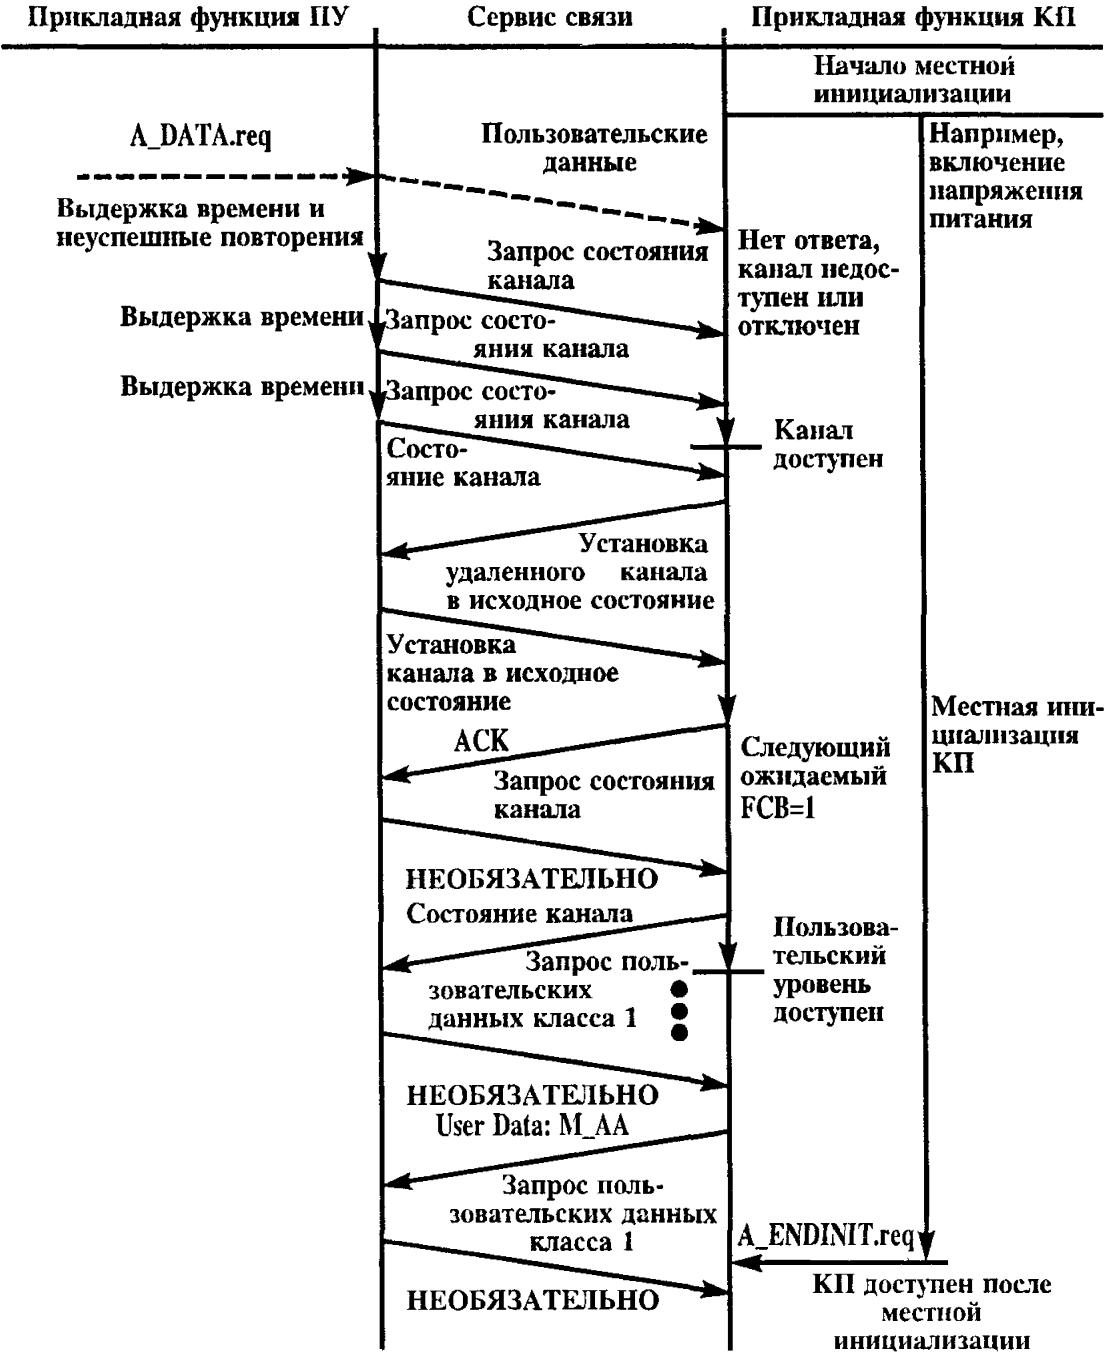 Прикладная функция ПУ
Сервис связи
Прикладная функция КП
Начало местной
инициализации
A_DATA.req
Пользовательские
данные
Например,
включение
напряжения
питания
Выдержка времени и
неуспешные повторения
Запрос состояния
канала
Нет ответа,
канал недос-
тупен или
отключен
Выдержка времени
Запрос состо-
яния канала
Выдержка времени
Запрос состо-
яния канала
Канал
доступен
Состо-
яние канала
Установка
удаленного канала
в исходное состояние
Установка
канала в исходное
состояние
Местная ини-
циализация
КП
ACK
Следующий
ожидаемый
FCB=1
Запрос состояния
канала
НЕОБЯЗАТЕЛЬНО
Состояние канала
Пользова-
тельский
уровень
доступен
Запрос поль-
зовательских
данных класса 1
НЕОБЯЗАТЕЛЬНО
User Data: M_AA
Запрос поль-
зовательских данных
класса 1
A_ENDINIT.req
НЕОБЯЗАТЕЛЬНО
КП доступен после
местной
инициализации